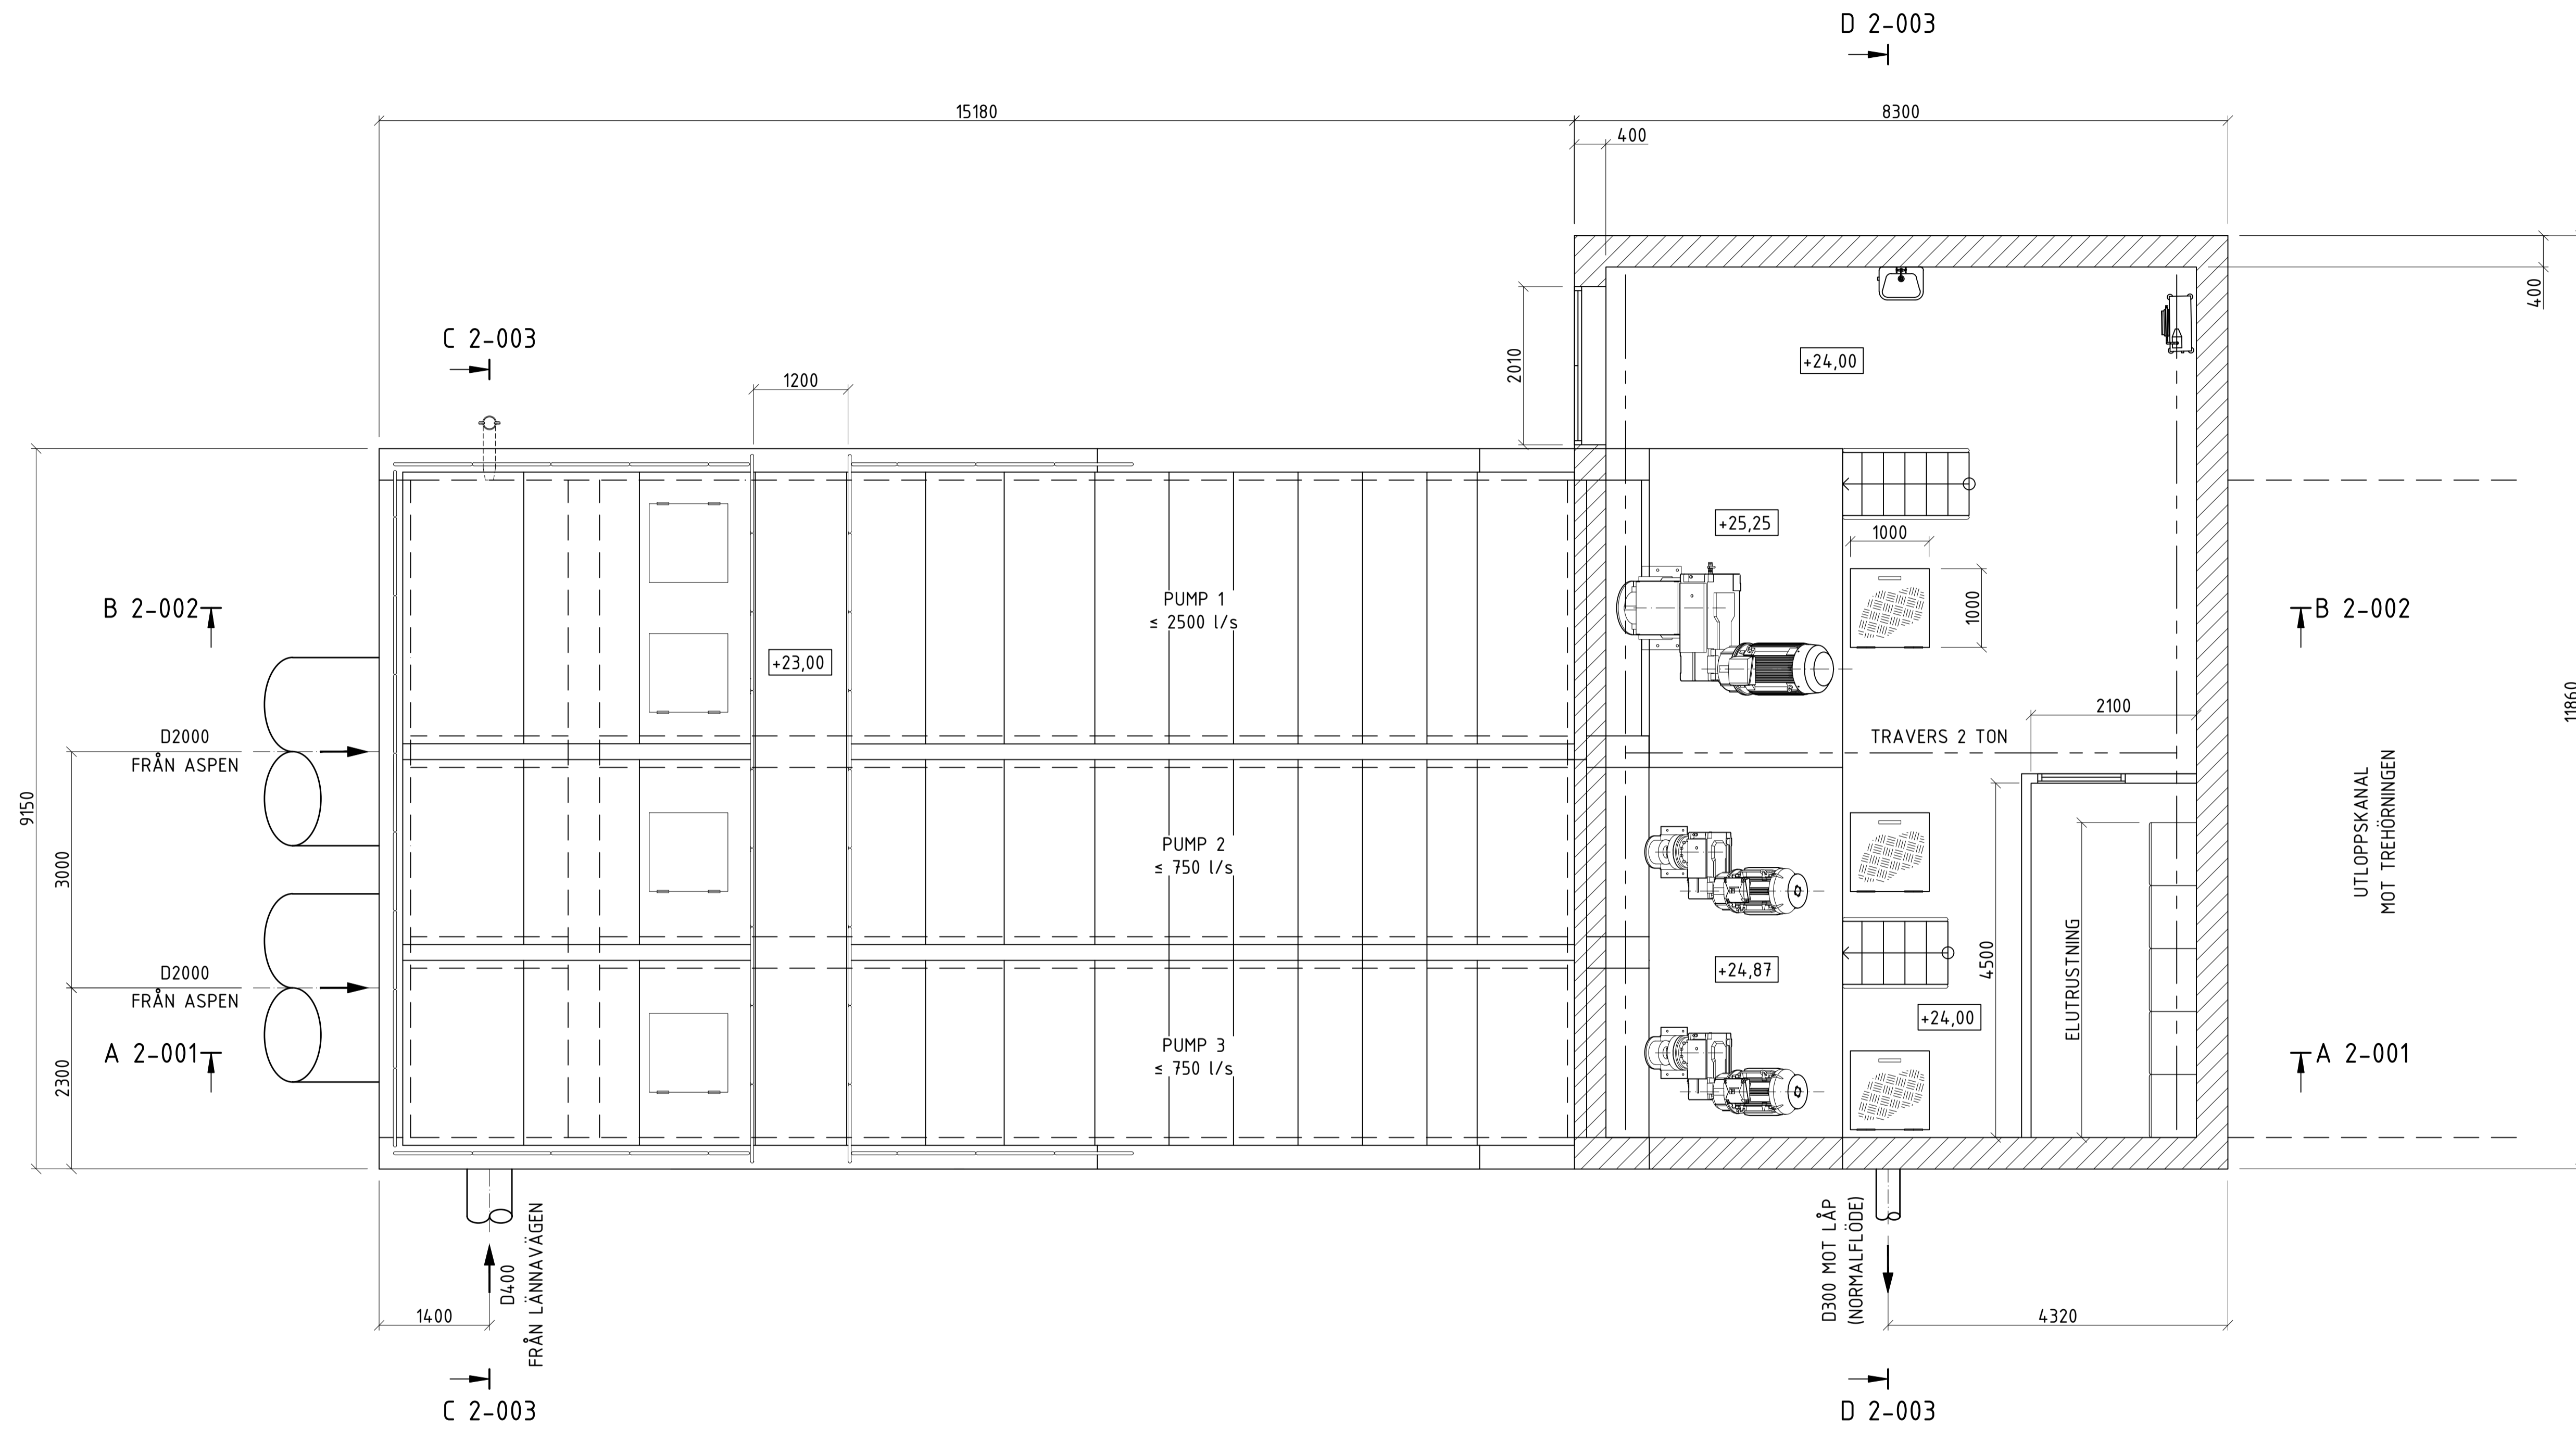 D 2-003
15180
8300
400
400
C 2-003
2010
1200
+24,00
+25,25
1000
1000
B 2-002
PUMP 1
≤ 2500 l/s
B 2-002
+23,00
2100
11860
D2000
FRÅN ASPEN
TRAVERS 2 TON
UTLOPPSKANAL
MOT TREHÖRNINGEN
9150
3000
PUMP 2
≤ 750 l/s
ELUTRUSTNING
4500
D2000
FRÅN ASPEN
+24,87
+24,00
A 2-001
PUMP 3
≤ 750 l/s
A 2-001
2300
D400
FRÅN LÄNNAVÄGEN
D300 MOT LÅP
(NORMALFLÖDE)
1400
4320
C 2-003
D 2-003